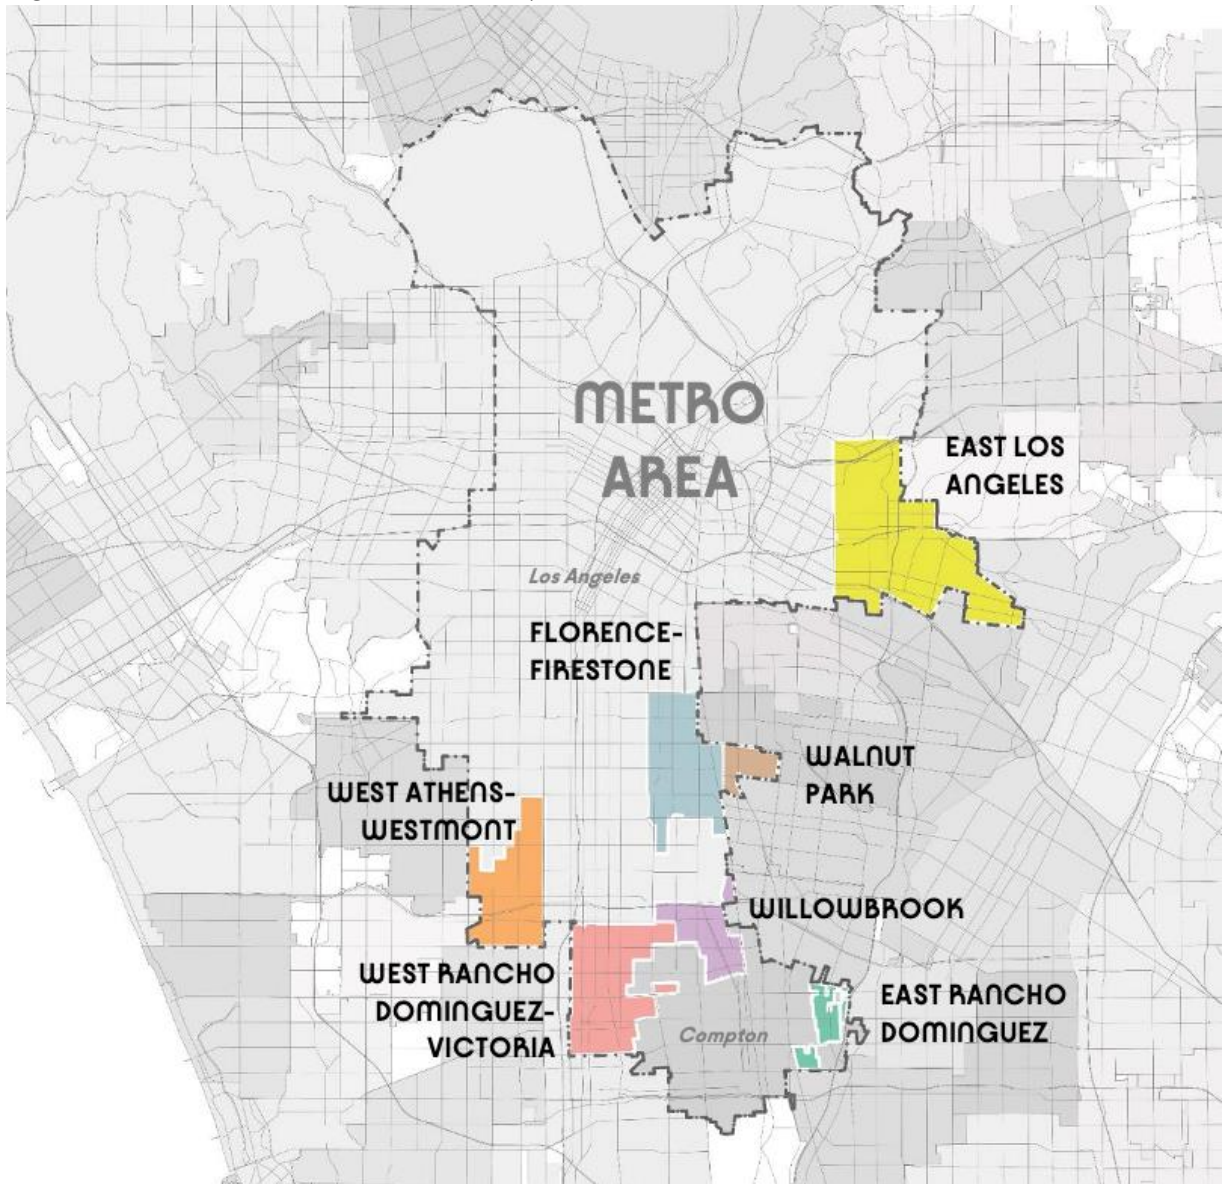 METRO
AREA
EAST LOS
ANGELES
Los Angeles
FLORENCE-
FIRESTONE
WALNUT
PARK
WEST ATHENS-
WESTMONT
WILLOWBROOK
WEST RANCHO
DOMINGUEZ-
VICTORIA
EAST RANCHO
DOMINGUEZ
Compton